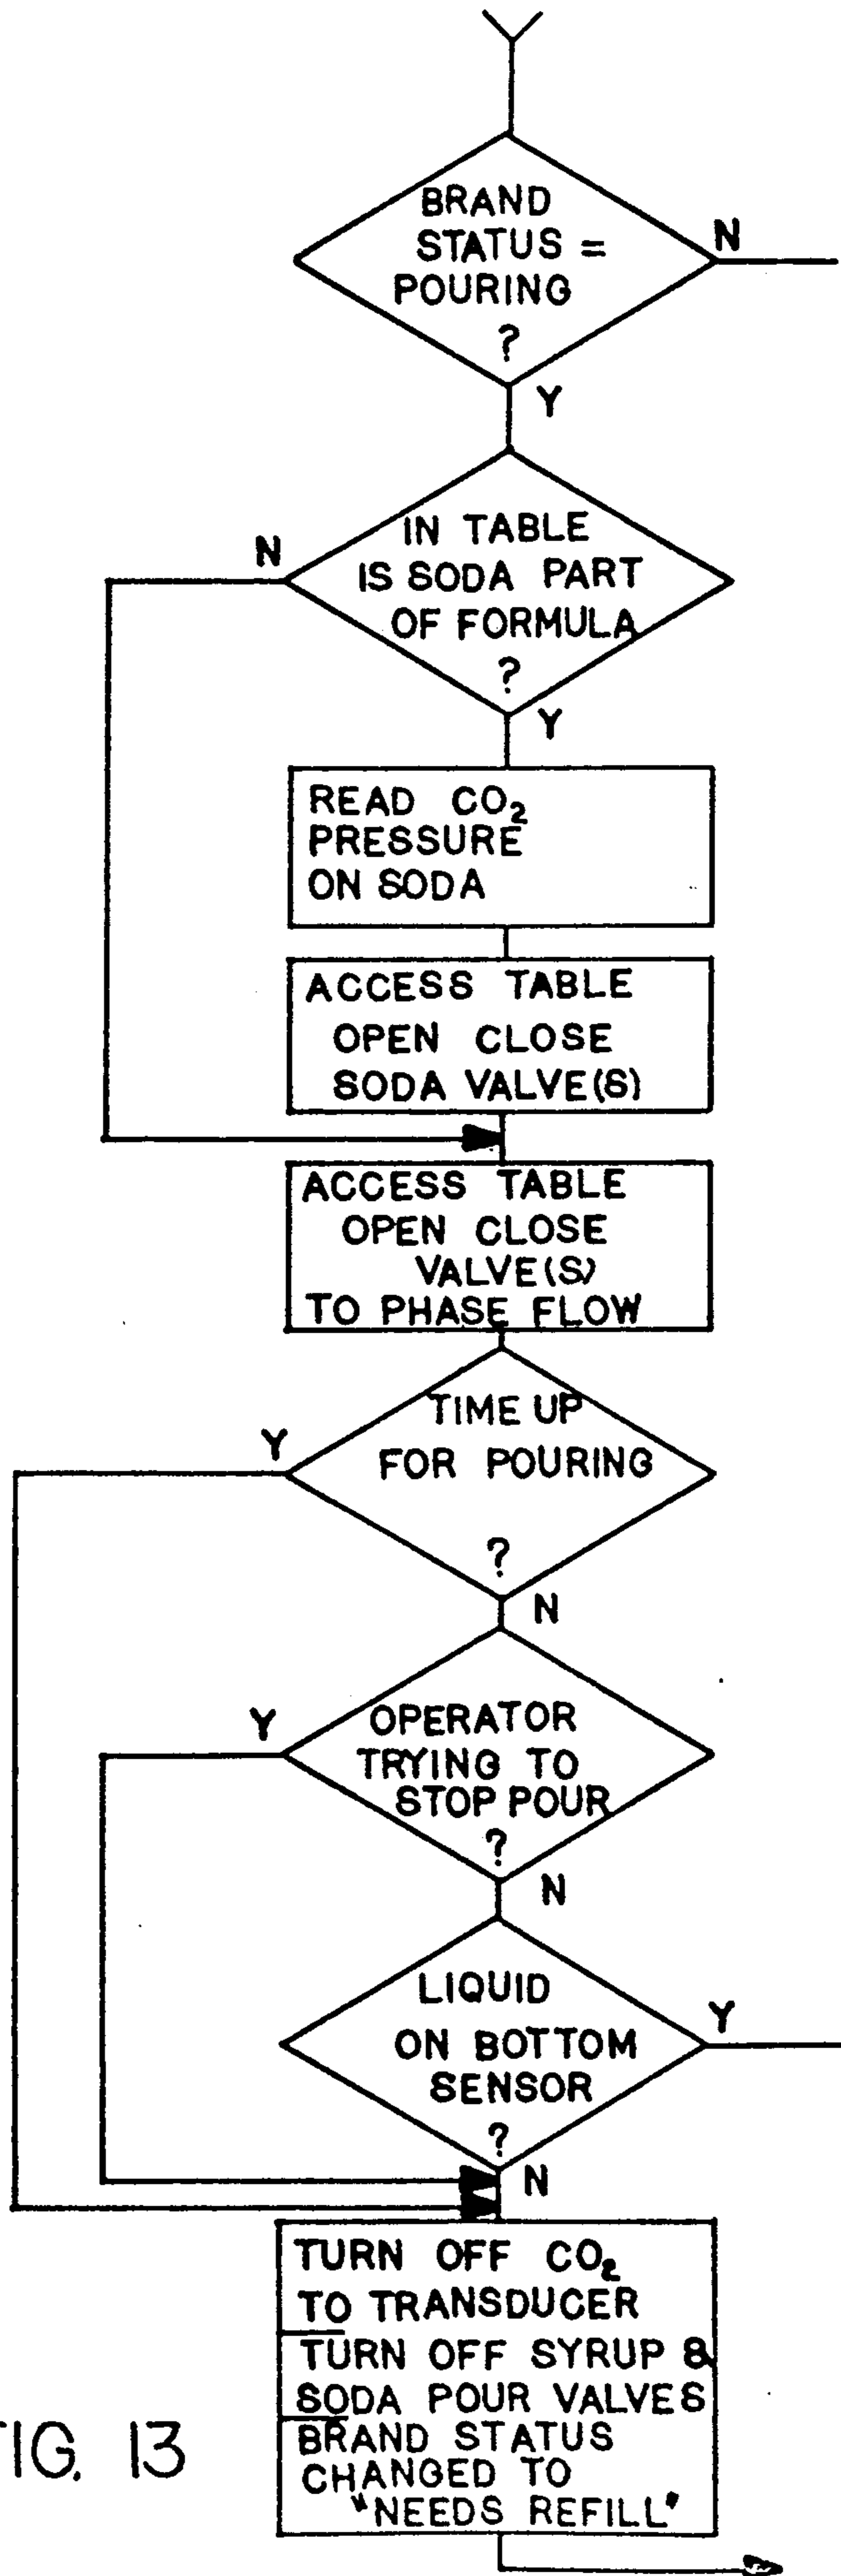 BRAND
STATUS =
POURING
?
N
Y
IN TABLE
IS SODA PART
OF FORMULA
?
N
Y
READ CO₂
PRESSURE
ON SODA
ACCESS TABLE
OPEN CLOSE
SODA VALVE(S)
ACCESS TABLE
OPEN CLOSE
VALVE(S)
TO PHASE FLOW
TIME UP
FOR POURING
?
Y
N
OPERATOR
TRYING TO
STOP POUR
?
Y
N
LIQUID
ON BOTTOM
SENSOR
?
Y
N
TURN OFF CO₂
TO TRANSDUCER
TURN OFF SYRUP &
SODA POUR VALVES
BRAND STATUS
CHANGED TO
"NEEDS REFILL"
FIG. 13